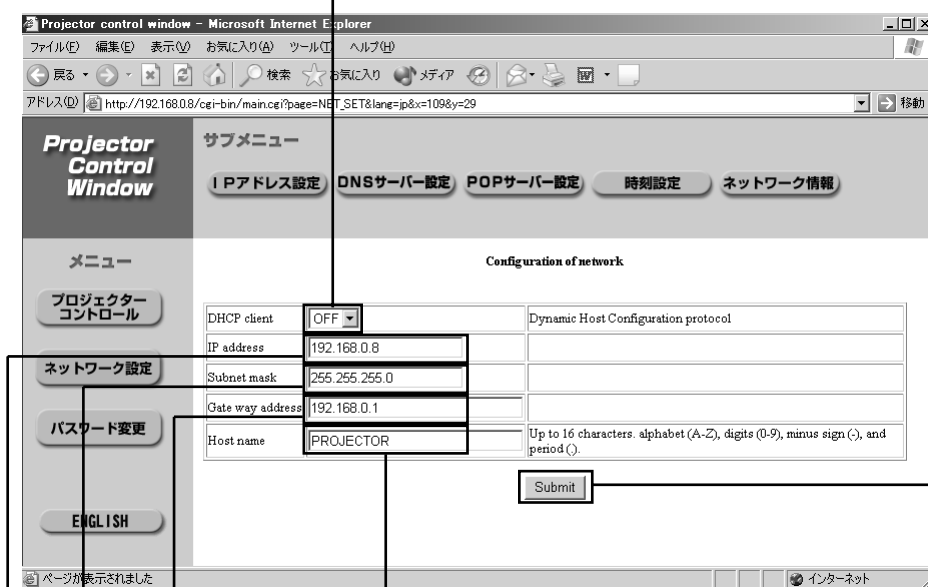 Projector control window - Microsoft Internet Explorer
ファイル(F) 編集(E) 表示(V) お気に入り(A) ツール(T) ヘルプ(H)
戻る 検索 お気に入り メディア
アドレス(D) http://192.168.0.8/cgi-bin/main.cgi?page=NET_SET&lang=jp&x=109&y=29 移動
Projector
Control
Window
サブメニュー
IPアドレス設定 DNSサーバー設定 POPサーバー設定 時刻設定 ネットワーク情報
メニュー
Configuration of network
プロジェクター
コントロール
DHCP client OFF Dynamic Host Configuration protocol
IP address 192.168.0.8
ネットワーク設定
Subnet mask 255.255.255.0
Gate way address 192.168.0.1
パスワード変更
Host name PROJECTOR Up to 16 characters. alphabet (A-Z), digits (0-9), minus sign (-), and
period (.).
Submit
ENGLISH
ページが表示されました インターネット